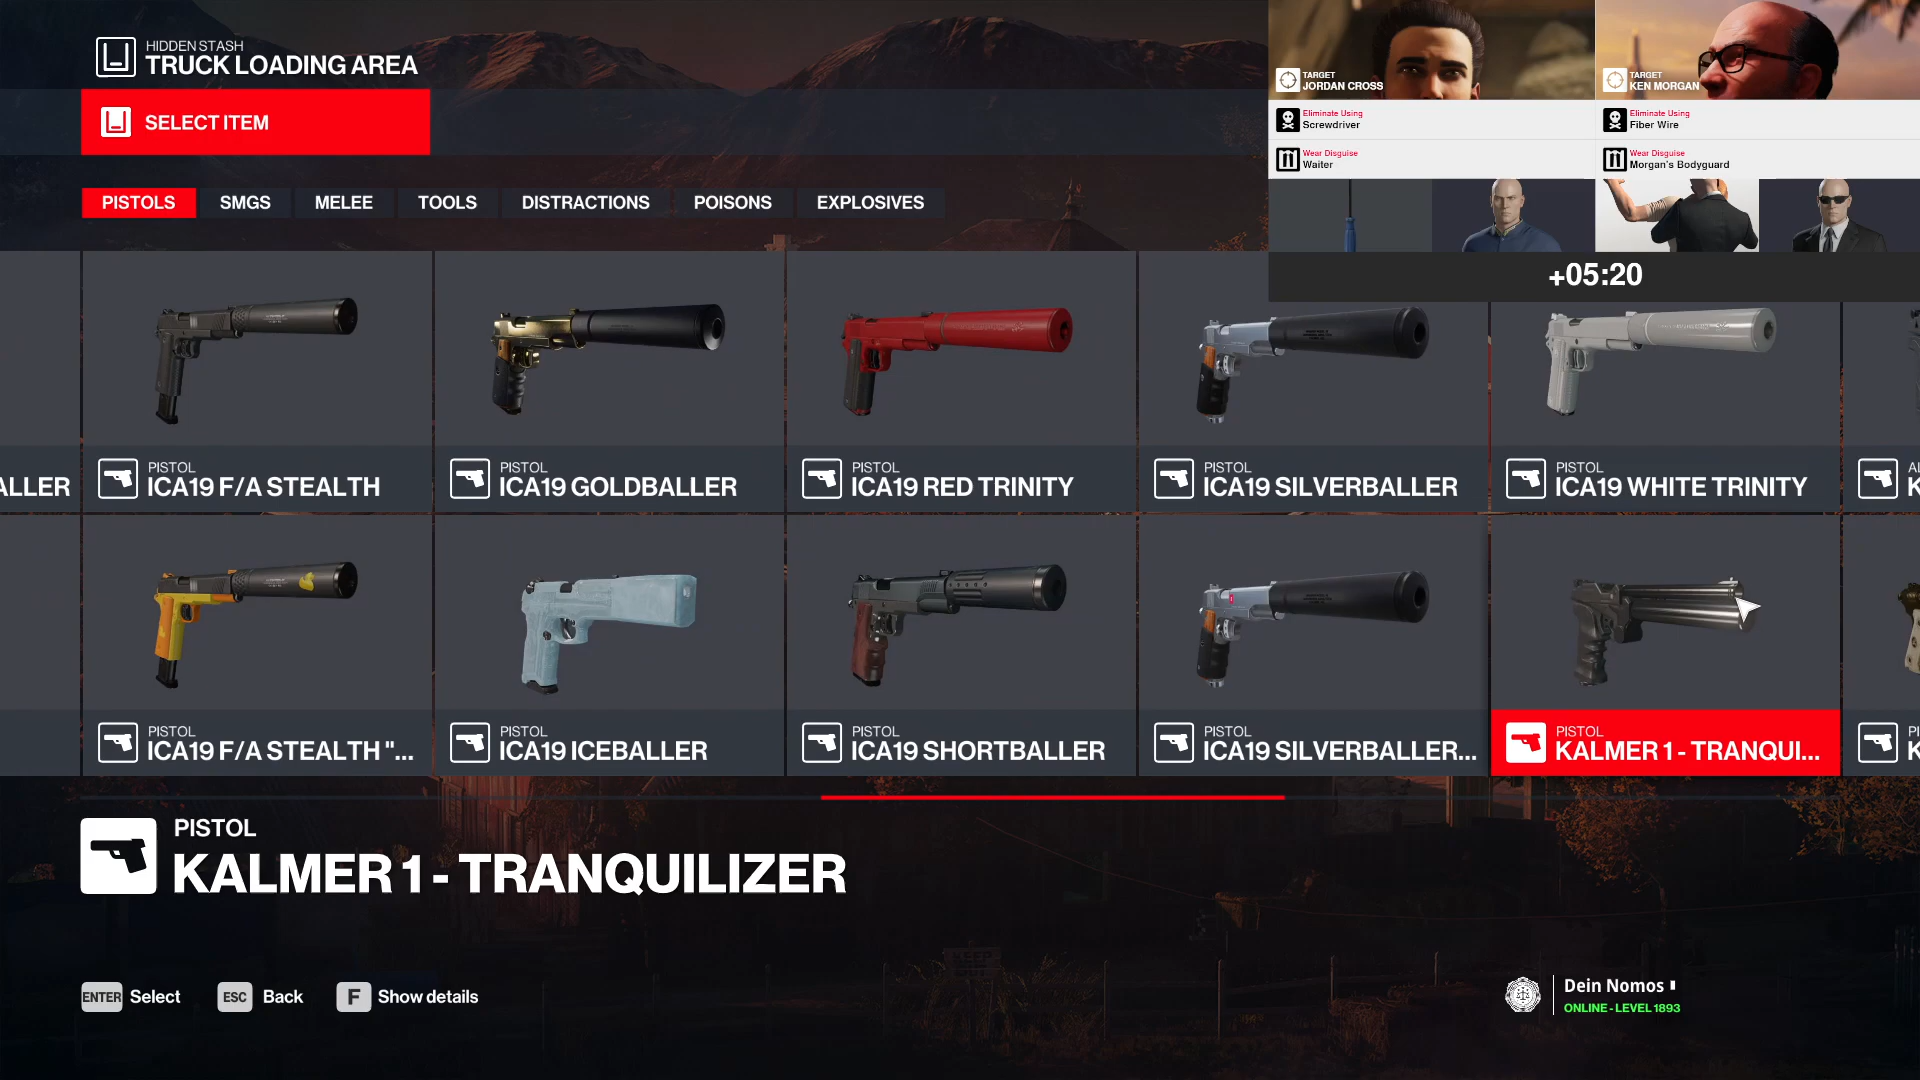 HIDDEN STASH
TRUCK LOADING AREA
SELECT ITEM
PISTOLS
SMGS
MELEE
TOOLS
DISTRACTIONS
POISONS
EXPLOSIVES
TARGET
JORDAN CROSS
Eliminate Using
Screwdriver
Wear Disguise
Waiter
TARGET
KEN MORGAN
Eliminate Using
Fiber Wire
Wear Disguise
Morgan's Bodyguard
+05:20
ALLER
PISTOL
ICA19 F/A STEALTH
PISTOL
ICA19 GOLDBALLER
PISTOL
ICA19 RED TRINITY
PISTOL
ICA19 SILVERBALLER
PISTOL
ICA19 WHITE TRINITY
PISTOL
ICA19 F/A STEALTH "...
PISTOL
ICA19 ICEBALLER
PISTOL
ICA19 SHORTBALLER
PISTOL
ICA19 SILVERBALLER...
PISTOL
KALMER 1 - TRANQUI...
PISTOL
KALMER 1 - TRANQUILIZER
ENTER Select
ESC Back
F Show details
Dein Nomos
ONLINE - LEVEL 1893